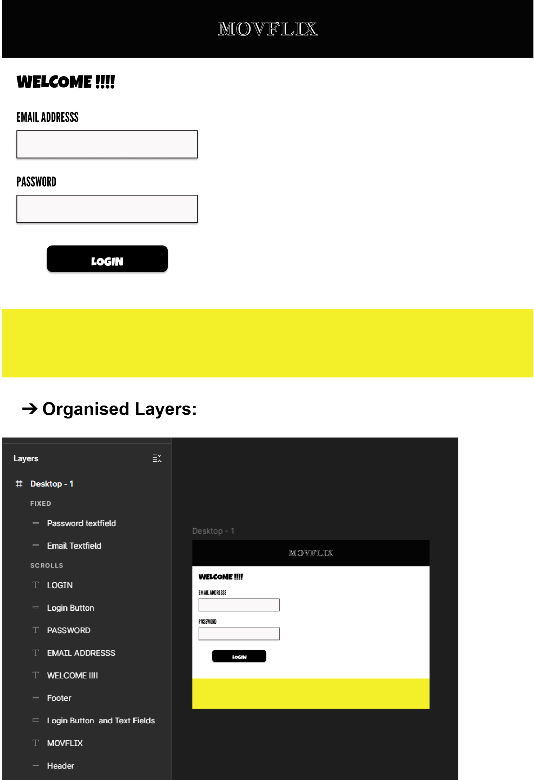 MOVFLIX
WELCOME !!!!
EMAIL ADDRESSS
PASSWORD
LOGIN
➔ Organised Layers:
Layers
Desktop - 1
FIXED
Password textfield
Email Textfield
SCROLLS
LOGIN
Login Button
PASSWORD
EMAIL ADDRESSS
WELCOME !!!!
Footer
Login Button and Text Fields
MOVFLIX
Header
Desktop - 1
MOVFLIX
WELCOME !!!!
EMAIL ADDRESSS
PASSWORD
LOGIN